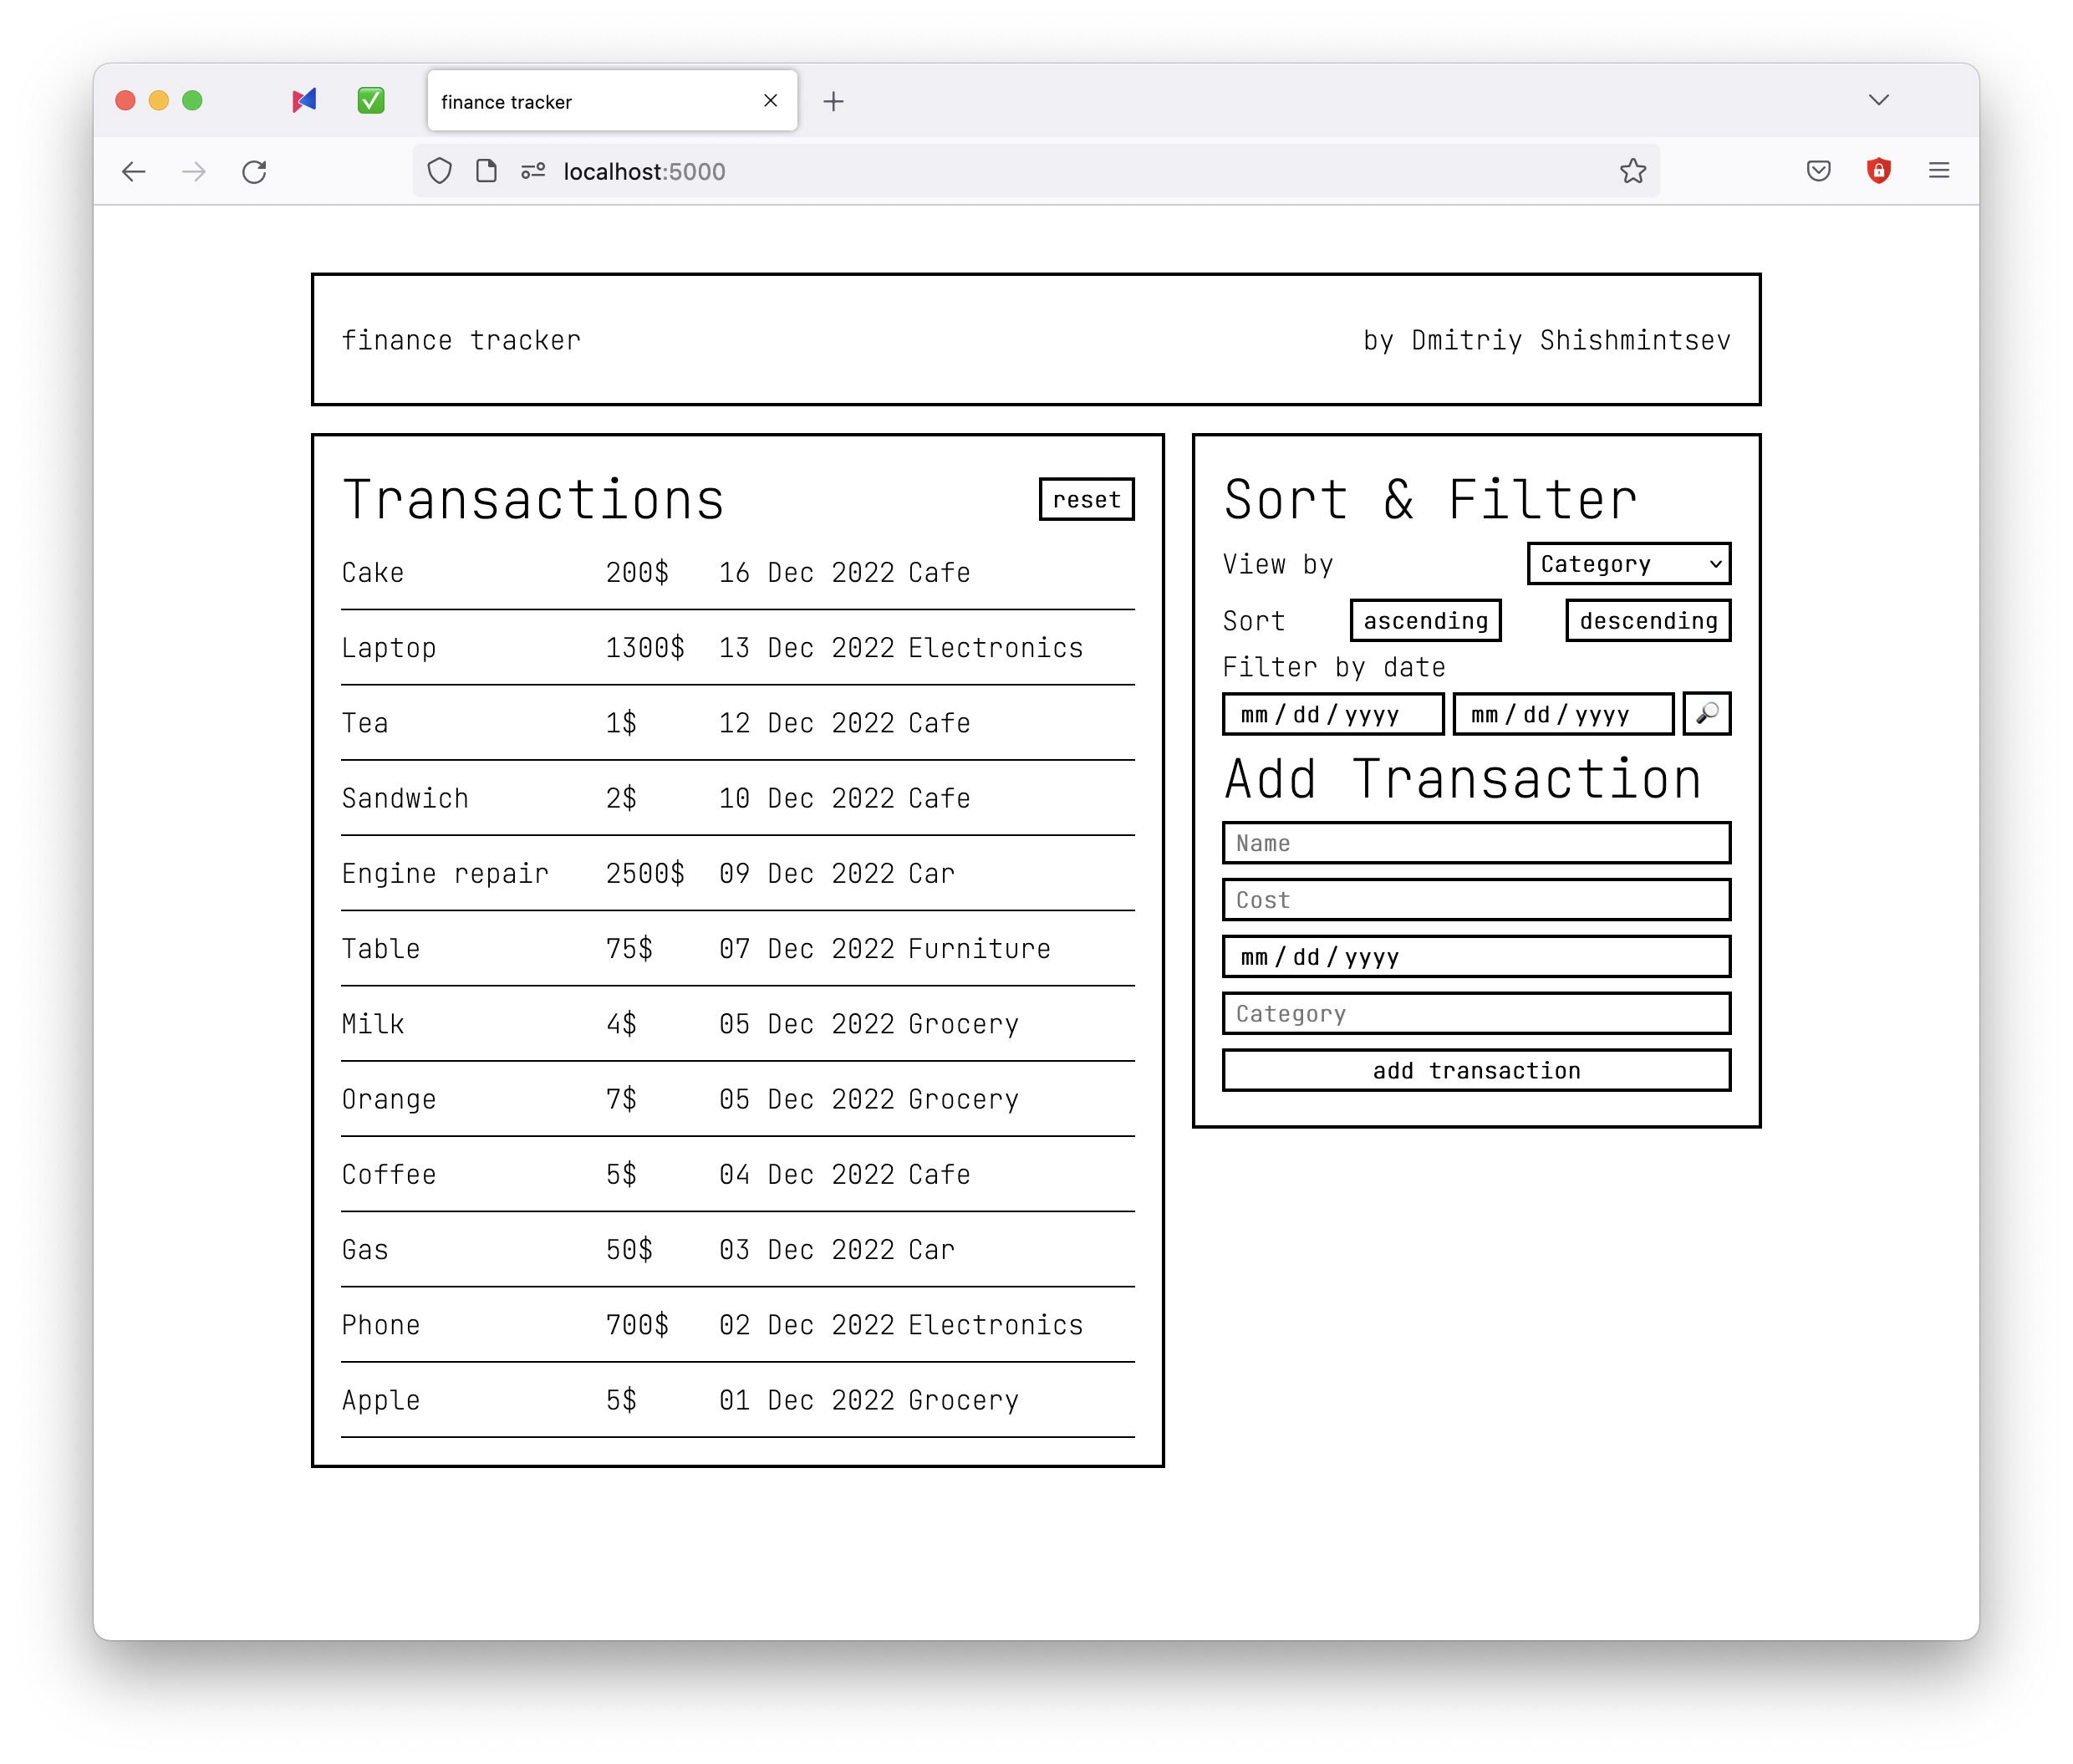 finance tracker
localhost:5000
finance tracker by Dmitriy Shishmintsev
Transactions reset
Cake 200$ 16 Dec 2022 Cafe
Laptop 1300$ 13 Dec 2022 Electronics
Tea 1$ 12 Dec 2022 Cafe
Sandwich 2$ 10 Dec 2022 Cafe
Engine repair 2500$ 09 Dec 2022 Car
Table 75$ 07 Dec 2022 Furniture
Milk 4$ 05 Dec 2022 Grocery
Orange 7$ 05 Dec 2022 Grocery
Coffee 5$ 04 Dec 2022 Cafe
Gas 50$ 03 Dec 2022 Car
Phone 700$ 02 Dec 2022 Electronics
Apple 5$ 01 Dec 2022 Grocery
Sort & Filter
View by Category
Sort ascending descending
Filter by date
mm/dd/yyyy mm/dd/yyyy
Add Transaction
Name
Cost
mm/dd/yyyy
Category
add transaction